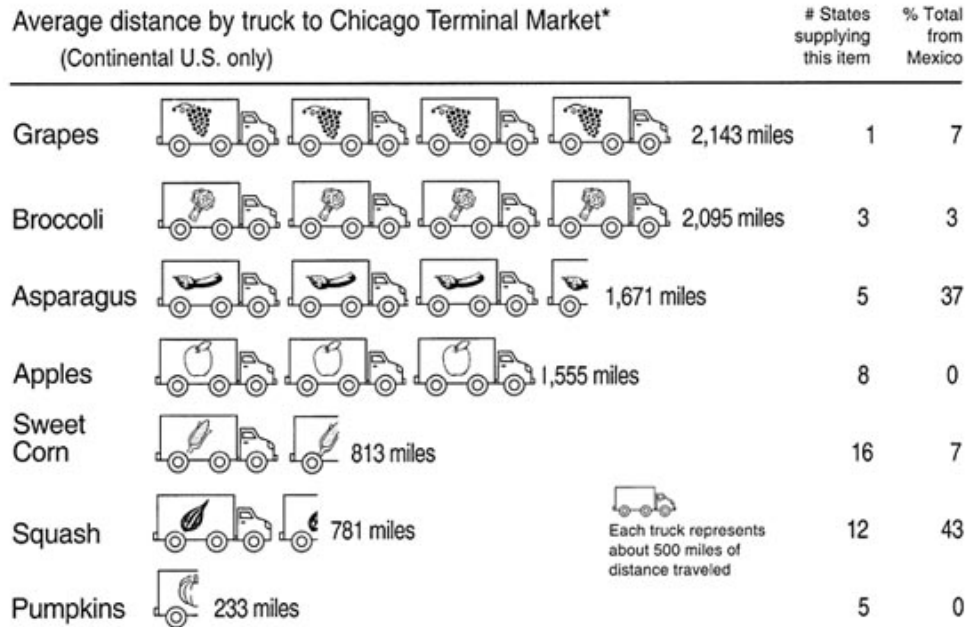 Average distance by truck to Chicago Terminal Market*
(Continental U.S. only)
# States
supplying
this item
% Total
from
Mexico
Grapes 2,143 miles 1 7
Broccoli 2,095 miles 3 3
Asparagus 1,671 miles 5 37
Apples 1,555 miles 8 0
Sweet
Corn 813 miles 16 7
Squash 781 miles 12 43
Each truck represents
about 500 miles of
distance traveled
Pumpkins 233 miles 5 0